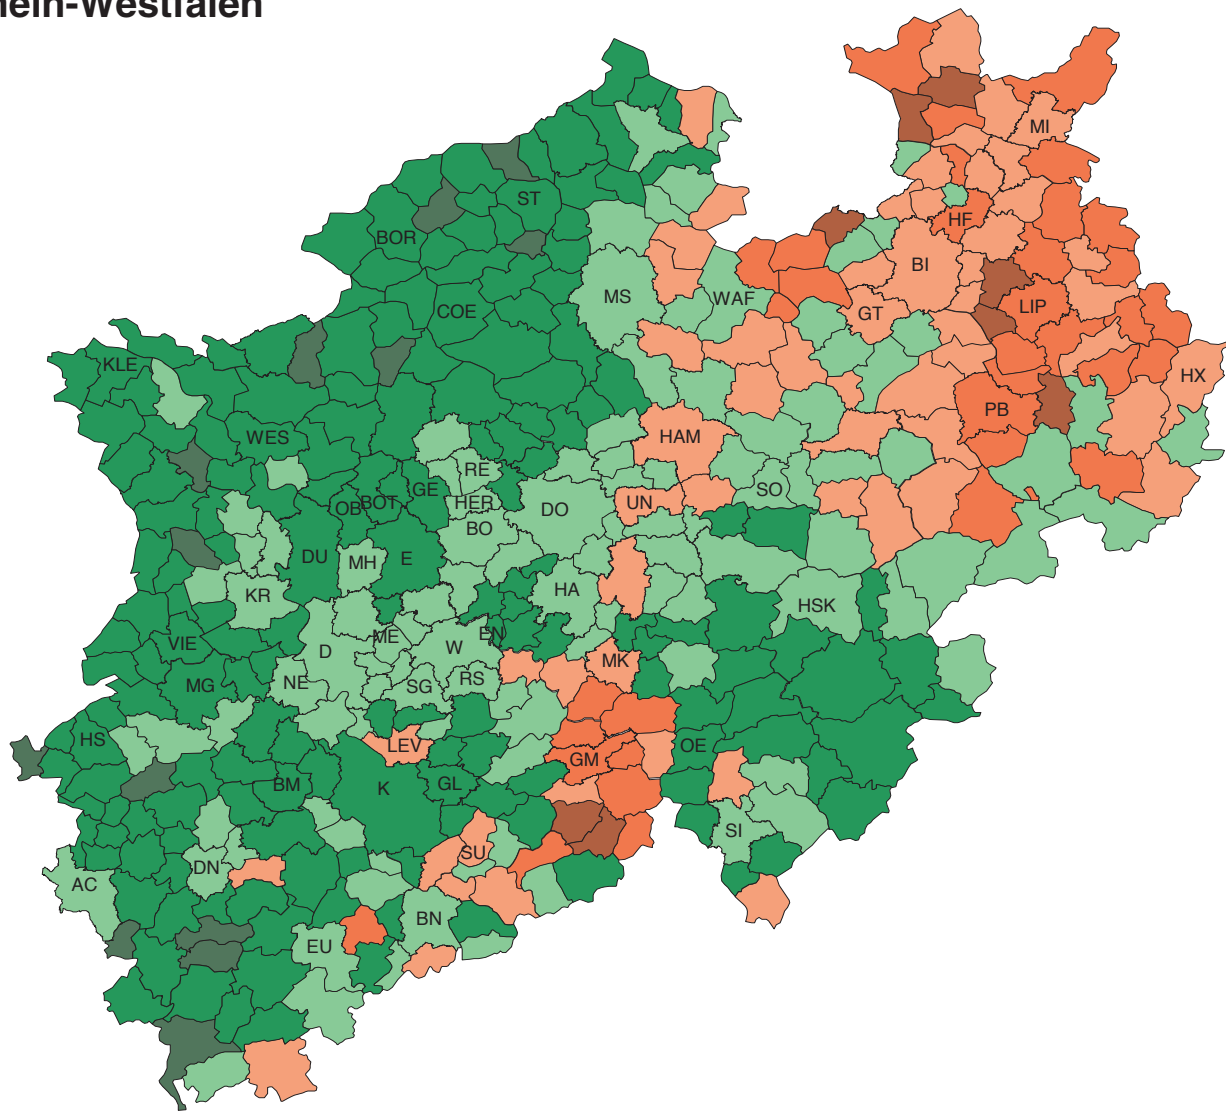 hein-Westfalen
MI
ST
HF
BOR
BI
MS
WAF
LIP
COE
GT
KLE
HX
PB
WES
HAM
RE
GE
SO
BOT
HER
UN
OB
DO
BO
DU
MH
E
HA
KR
HSK
EN
ME
VIE
W
D
MK
RS
NE
SG
MG
HS
LEV
OE
GM
BM
GL
K
SI
SU
DN
AC
BN
EU